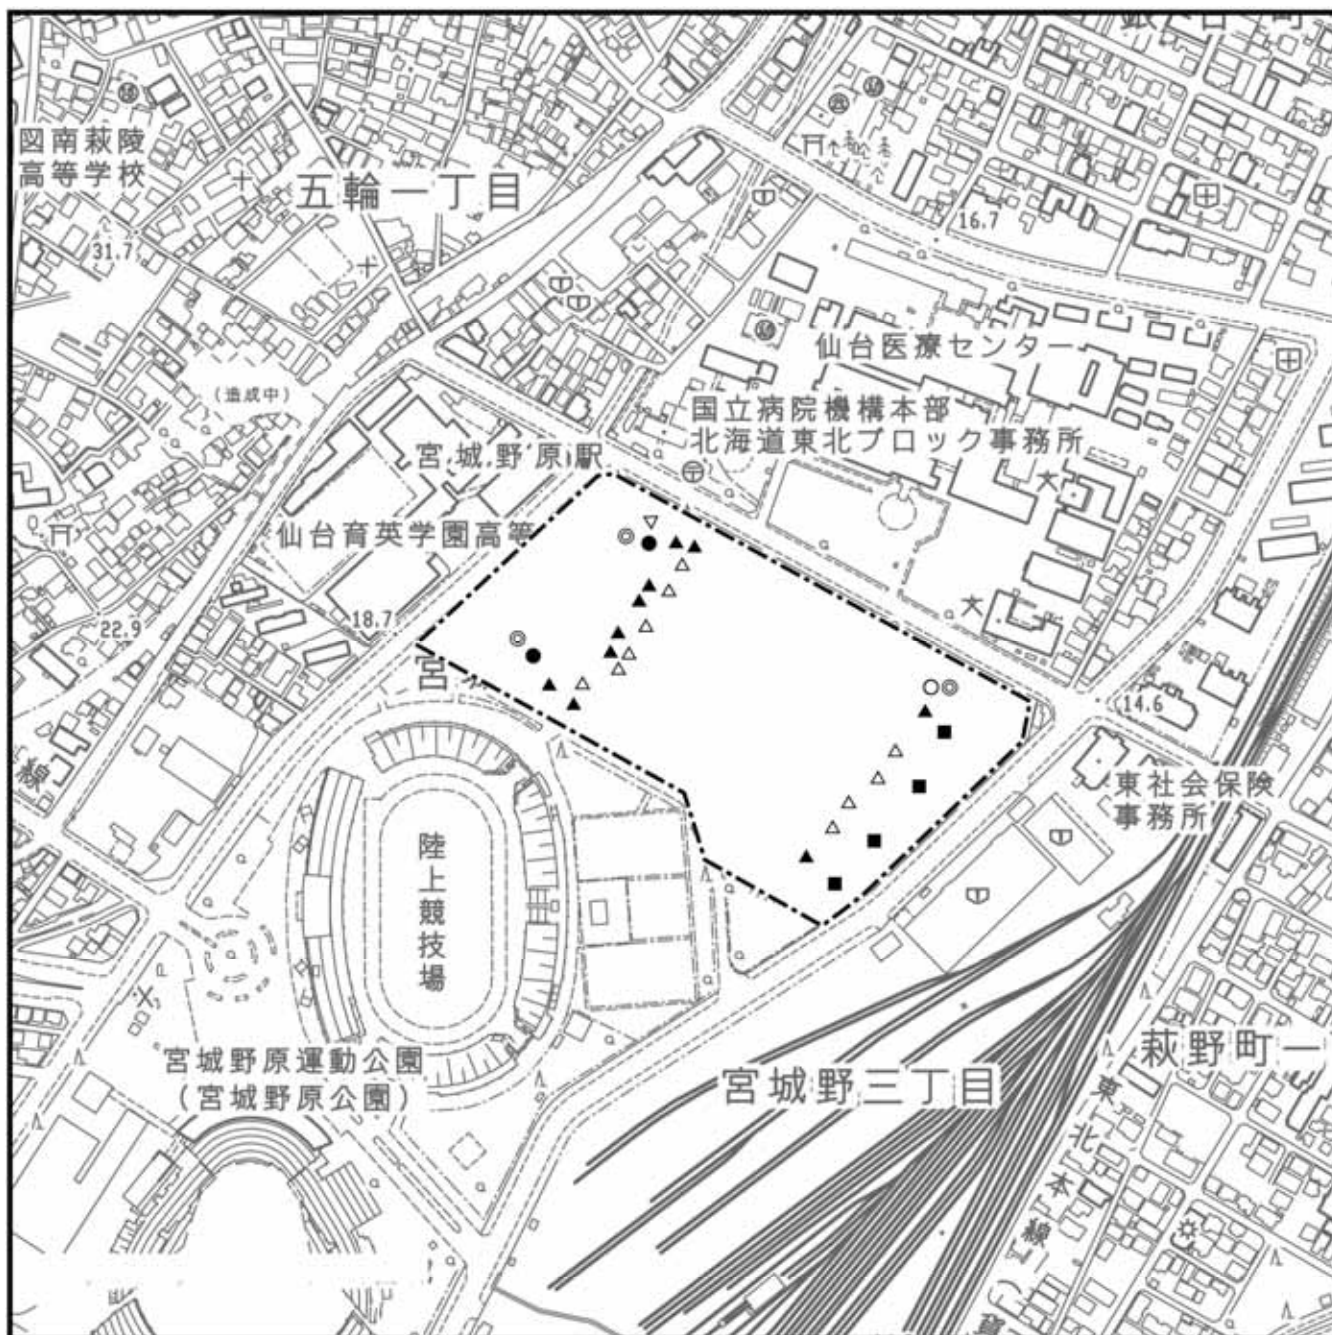 図南萩陵
高等学校
五輪一丁目
31.7
16.7
(造成中)
仙台医療センター
国立病院機構本部
北海道東北ブロック事務所
宮城野原駅
仙台育英学園高等
18.7
22.9
宮
14.6
線
東社会保険
事務所
陸上競技場
宮城野原運動公園
(宮城野原公園)
宮城野三丁目
萩野町一
東北本線